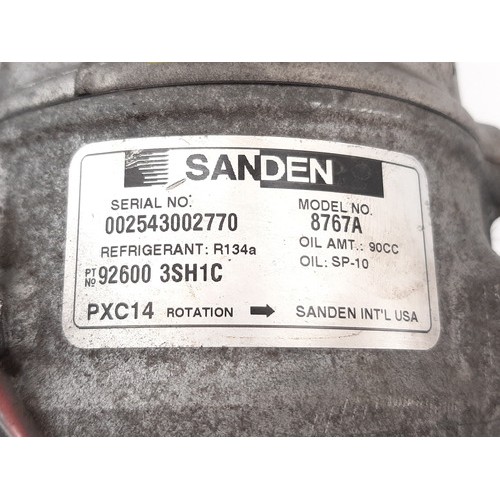 SANDEN
SERIAL NO. MODEL NO.
002543002770 8767A
REFRIGERANT: R134a OIL AMT.: 90CC
PT NO 92600 3SH1C OIL: SP-10
PXC14 ROTATION → SANDEN INT'L USA